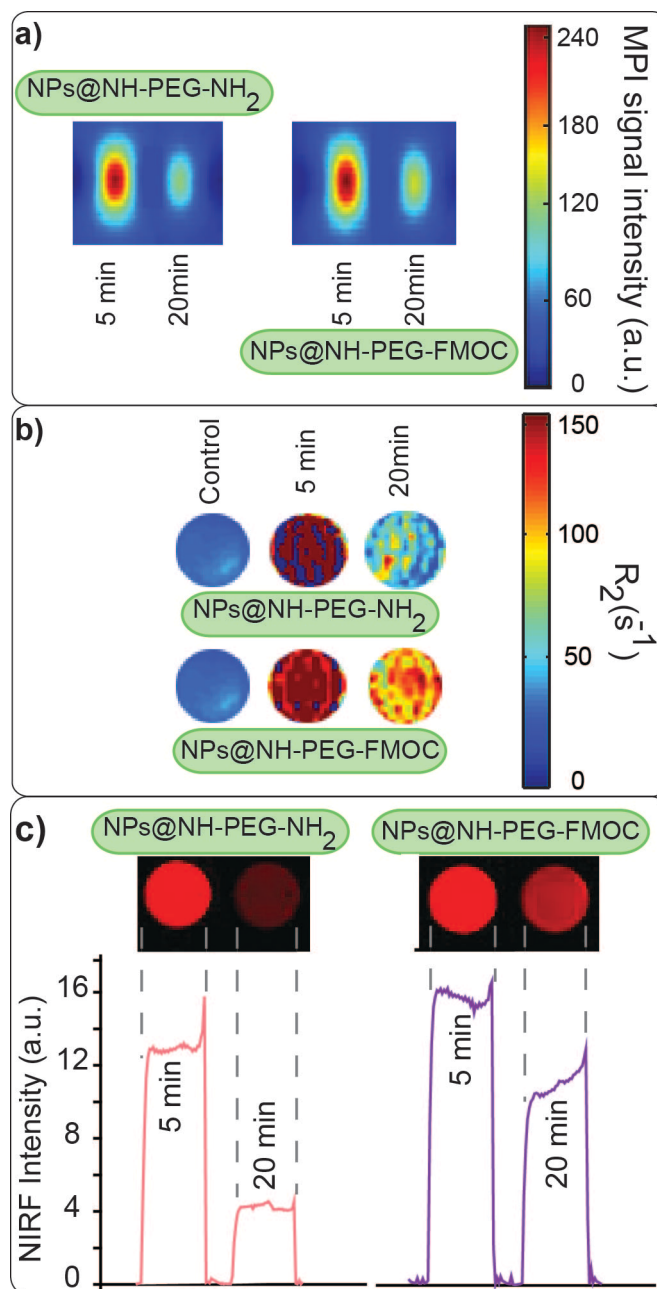 a)
NPs@NH-PEG-NH2
5 min
20min
5 min
20min
NPs@NH-PEG-FMOC
240
180
120
60
0
MPI signal intensity (a.u.)
b)
Control
5 min
20min
NPs@NH-PEG-NH2
NPs@NH-PEG-FMOC
150
100
50
0
R2(s-1)
c)
NPs@NH-PEG-NH2
NPs@NH-PEG-FMOC
16
12
8
4
0
NIRF Intensity (a.u.)
5 min
20 min
5 min
20 min